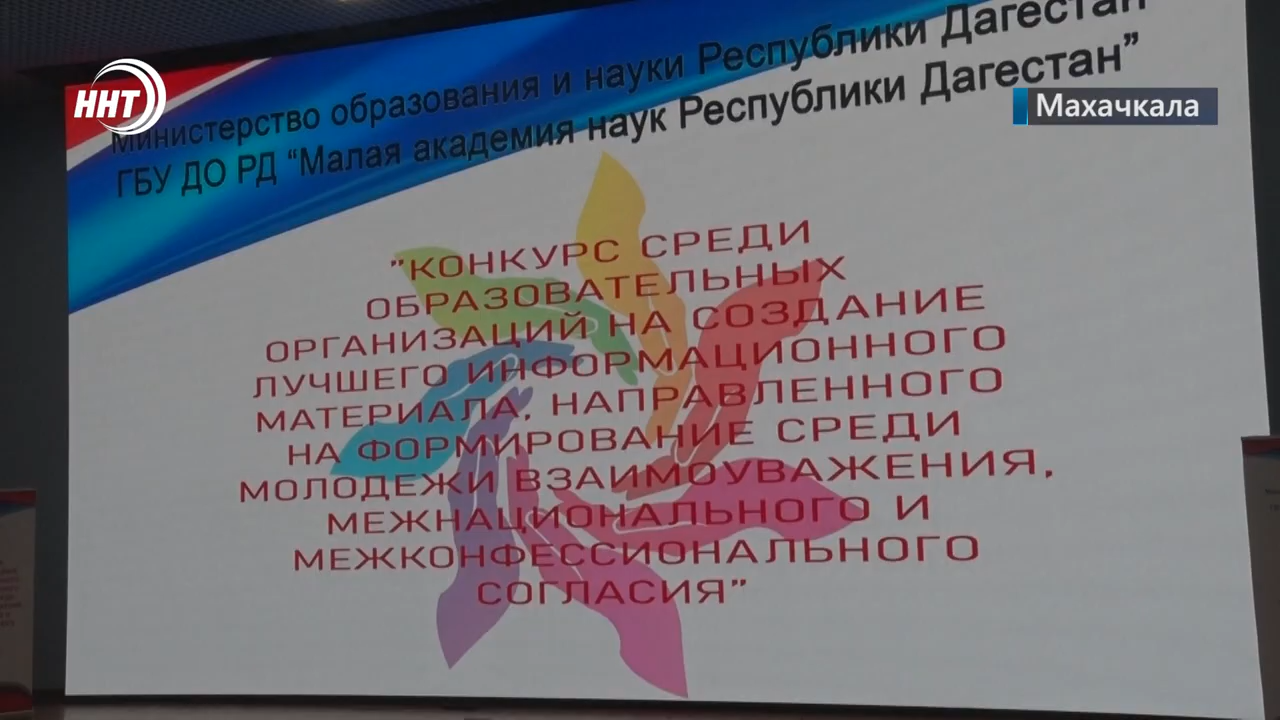 ННТ
Махачкала
Министерство образования и науки Республики Дагестан
ГБУ ДО РД “Малая академия наук Республики Дагестан”
”КОНКУРС СРЕДИ
ОБРАЗОВАТЕЛЬНЫХ
ОРГАНИЗАЦИЙ НА СОЗДАНИЕ
ЛУЧШЕГО ИНФОРМАЦИОННОГО
МАТЕРИАЛА, НАПРАВЛЕННОГО
НА ФОРМИРОВАНИЕ СРЕДИ
МОЛОДЕЖИ ВЗАИМОУВАЖЕНИЯ,
МЕЖНАЦИОНАЛЬНОГО И
МЕЖКОНФЕССИОНАЛЬНОГО
СОГЛАСИЯ”